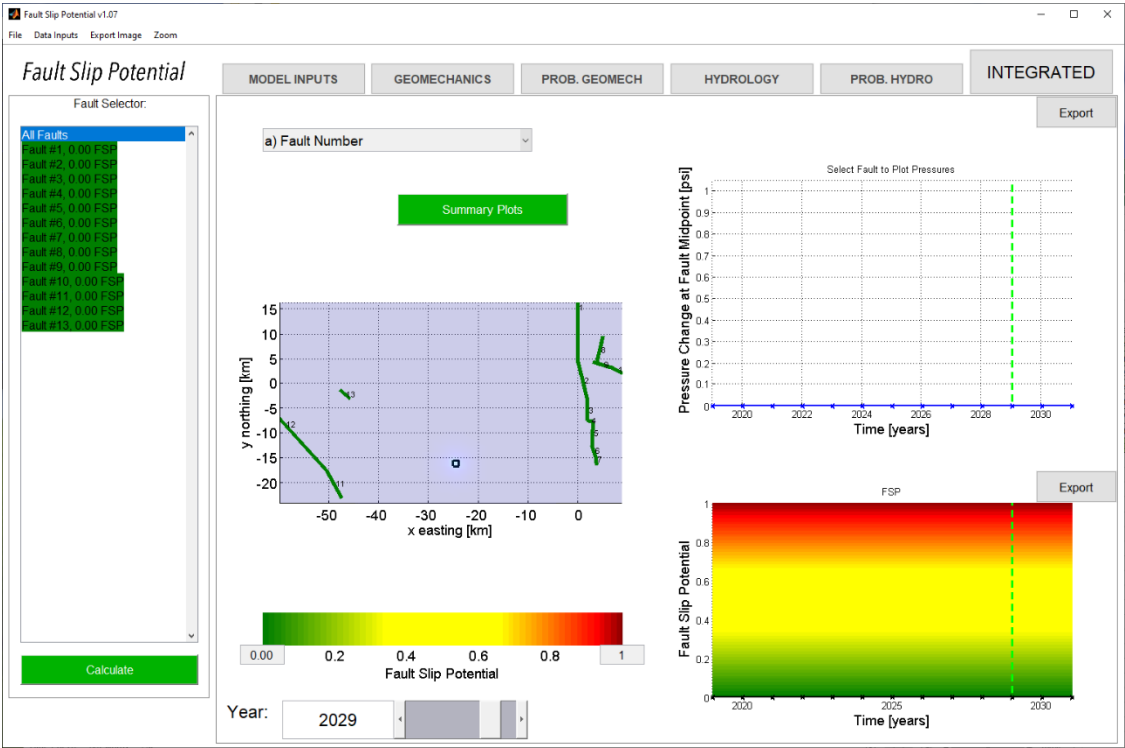 Fault Slip Potential v1.07
File Data Inputs Export Image Zoom
Fault Slip Potential
MODEL INPUTS
GEOMECHANICS
PROB. GEOMECH
HYDROLOGY
PROB. HYDRO
INTEGRATED
Fault Selector:
All Faults
Fault #1, 0.00 FSP
Fault #2, 0.00 FSP
Fault #3, 0.00 FSP
Fault #4, 0.00 FSP
Fault #5, 0.00 FSP
Fault #6, 0.00 FSP
Fault #7, 0.00 FSP
Fault #8, 0.00 FSP
Fault #9, 0.00 FSP
Fault #10, 0.00 FSP
Fault #11, 0.00 FSP
Fault #12, 0.00 FSP
Fault #13, 0.00 FSP
Calculate
a) Fault Number
Summary Plots
15
10
5
0
-5
-10
-15
-20
y northing [km]
2
3
5
6
7
8
13
12
11
-50 -40 -30 -20 -10 0
x easting [km]
0.00 0.2 0.4 0.6 0.8 1
Fault Slip Potential
Year: 2029
Export
Select Fault to Plot Pressures
Pressure Change at Fault Midpoint [psi]
1
0.9
0.8
0.7
0.6
0.5
0.4
0.3
0.2
0.1
0
2020 2022 2024 2026 2028 2030
Time [years]
Export
FSP
Fault Slip Potential
1
0.8
0.6
0.4
0.2
0
2020 2025 2030
Time [years]